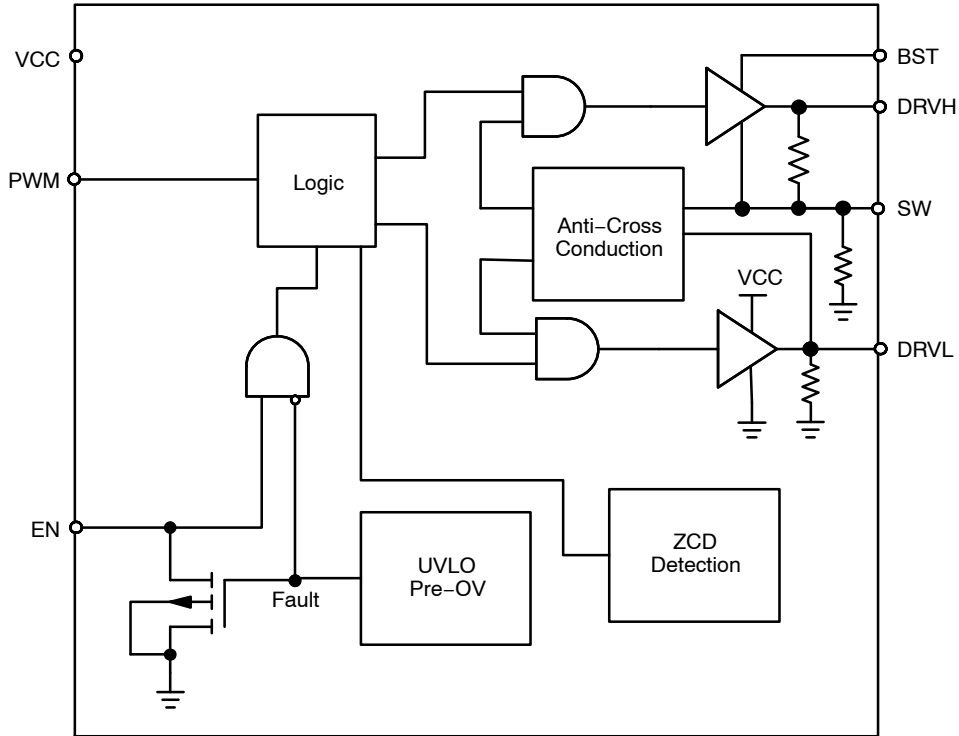 VCC
BST
DRVH
PWM
Logic
SW
Anti−Cross
Conduction
VCC
DRVL
EN
UVLO
Pre−OV
ZCD
Detection
Fault